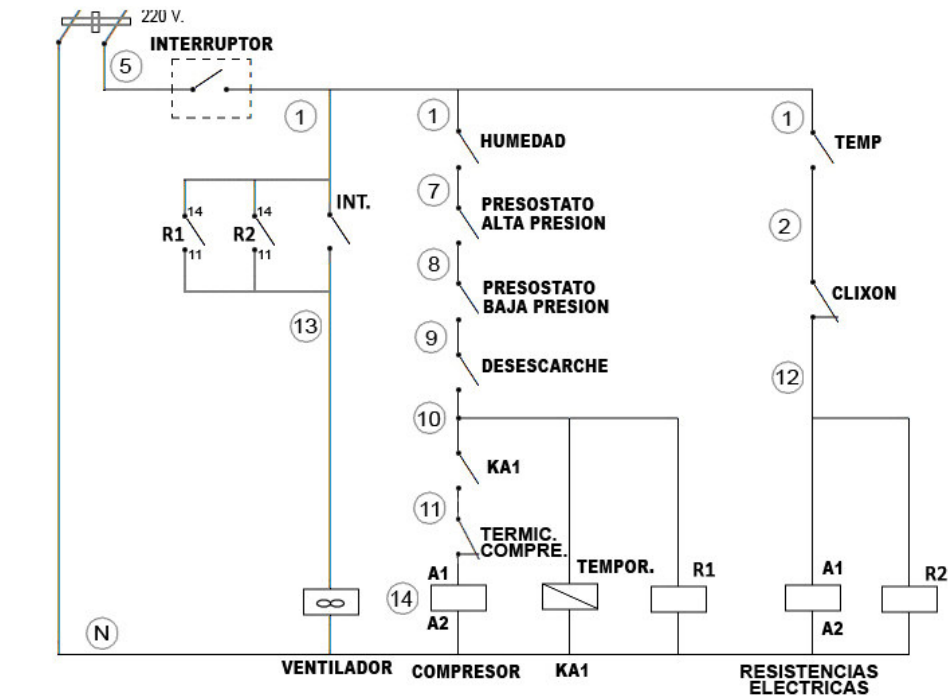 220 V.
INTERRUPTOR
5
1
1
1
HUMEDAD
TEMP
7
INT.
PRESOSTATO
ALTA PRESION
14
14
R1
R2
2
11
11
8
PRESOSTATO
BAJA PRESION
CLIXON
13
9
DESESCARCHE
12
10
KA1
11
TERMIC.
COMPRE.
A1
TEMPOR.
R1
A1
R2
14
A2
A2
N
VENTILADOR
COMPRESOR
KA1
RESISTENCIAS
ELECTRICAS